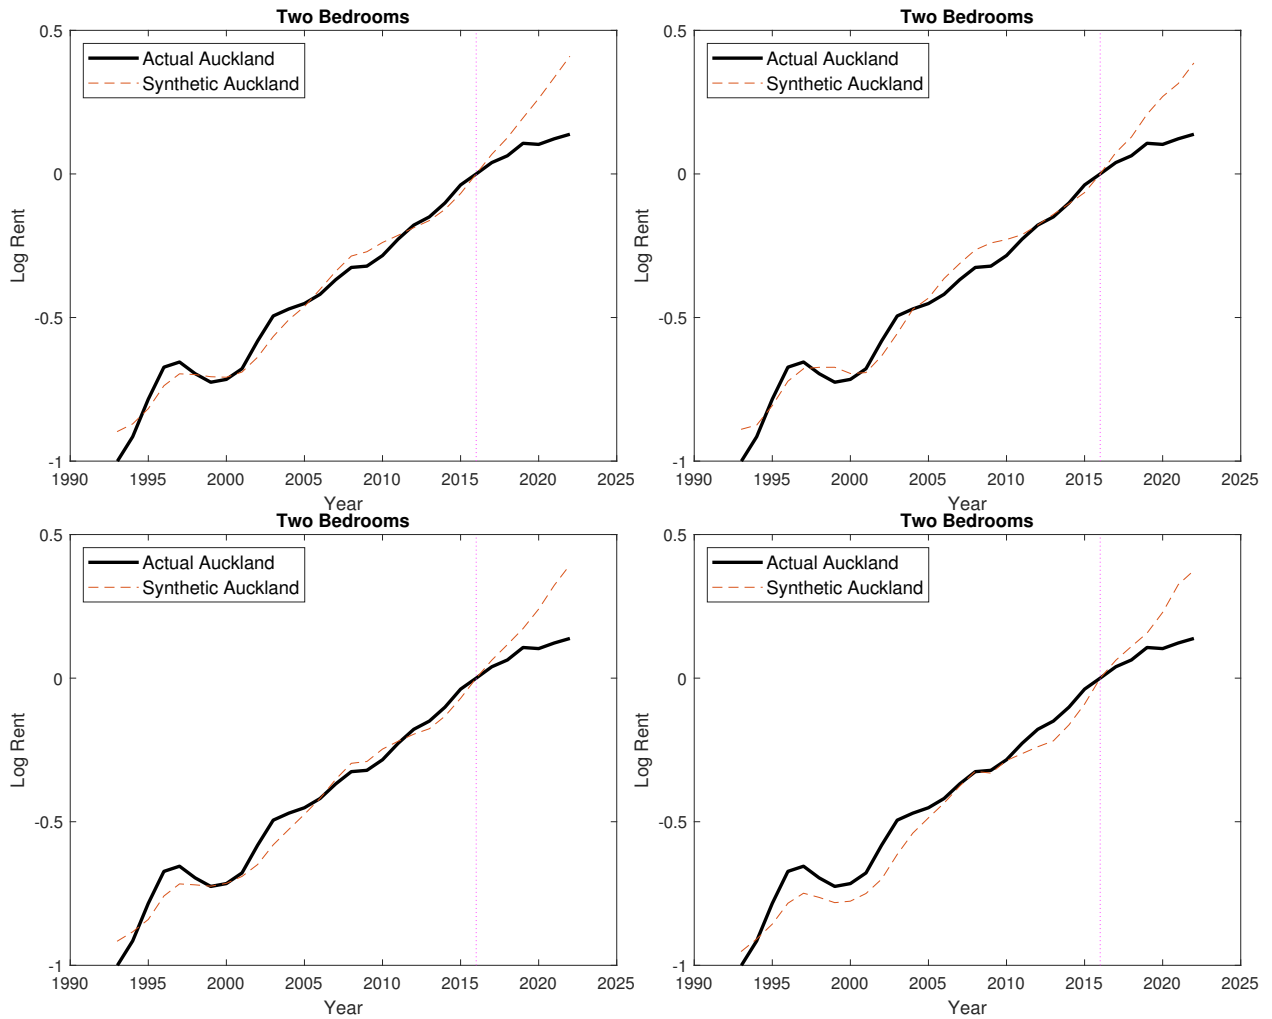 Two Bedrooms
0.5
0
-0.5
-1
Log Rent
Actual Auckland
Synthetic Auckland
1990 1995 2000 2005 2010 2015 2020 2025
Year
Two Bedrooms
0.5
0
-0.5
-1
Log Rent
Actual Auckland
Synthetic Auckland
1990 1995 2000 2005 2010 2015 2020 2025
Year
Two Bedrooms
0.5
0
-0.5
-1
Log Rent
Actual Auckland
Synthetic Auckland
1990 1995 2000 2005 2010 2015 2020 2025
Year
Two Bedrooms
0.5
0
-0.5
-1
Log Rent
Actual Auckland
Synthetic Auckland
1990 1995 2000 2005 2010 2015 2020 2025
Year